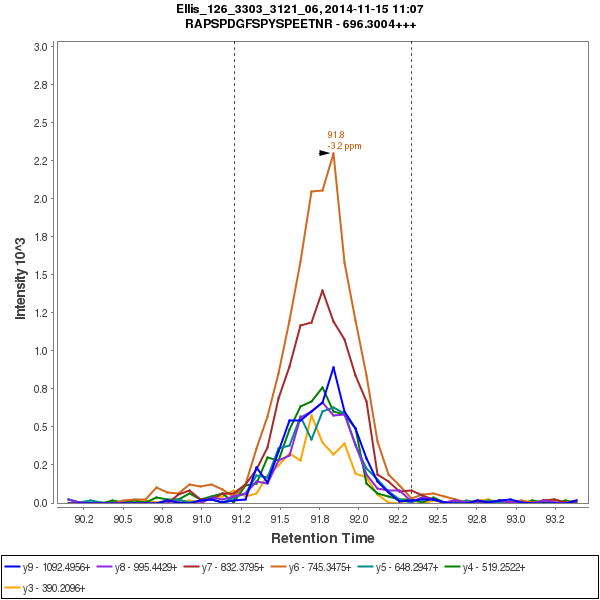 Ellis_126_3303_3121_06, 2014-11-15 11:07
RAPSPDGFSPYSPEETNR - 696.3004+++
3.0
2.8
2.5
2.2
2.0
1.8
1.5
1.2
1.0
0.8
0.5
0.2
0.0
Intensity 10^3
91.8
-3.2 ppm
90.2 90.5 90.8 91.0 91.2 91.5 91.8 92.0 92.2 92.5 92.8 93.0 93.2
Retention Time
y9 - 1092.4956+ y8 - 995.4429+ y7 - 832.3795+ y6 - 745.3475+ y5 - 648.2947+ y4 - 519.2522+
y3 - 390.2096+